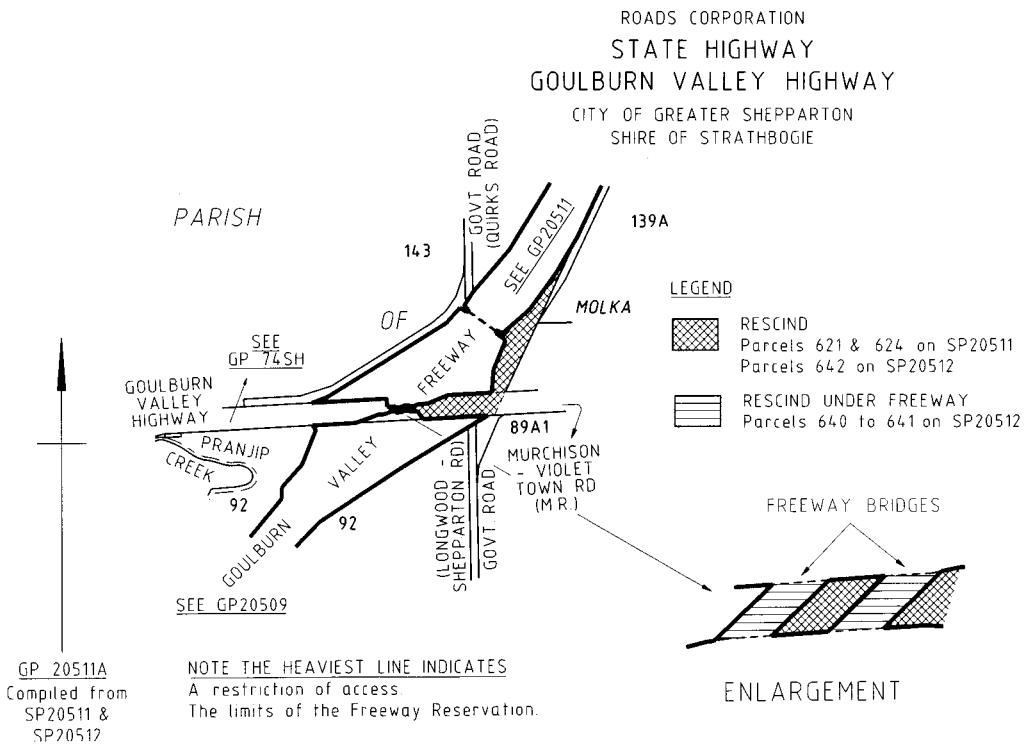 ROADS CORPORATION
STATE HIGHWAY
GOULBURN VALLEY HIGHWAY
CITY OF GREATER SHEPPARTON
SHIRE OF STRATHBOGIE
PARISH
OF
MOLKA
143
GOVT ROAD
(QUIRKS ROAD)
SEE GP20511
139A
SEE
GP 74SH
GOULBURN
VALLEY
HIGHWAY
PRANJIP
CREEK
92
92
GOULBURN
VALLEY
FREEWAY
89A1
(LONGWOOD -
SHEPPARTON RD)
GOVT. ROAD
MURCHISON
- VIOLET
TOWN RD
(M.R.)
SEE GP20509
LEGEND
RESCIND
Parcels 621 & 624 on SP20511
Parcels 642 on SP20512
RESCIND UNDER FREEWAY
Parcels 640 to 641 on SP20512
FREEWAY BRIDGES
ENLARGEMENT
GP 20511A
Compiled from
SP20511 &
SP20512
NOTE THE HEAVIEST LINE INDICATES
A restriction of access.
The limits of the Freeway Reservation.